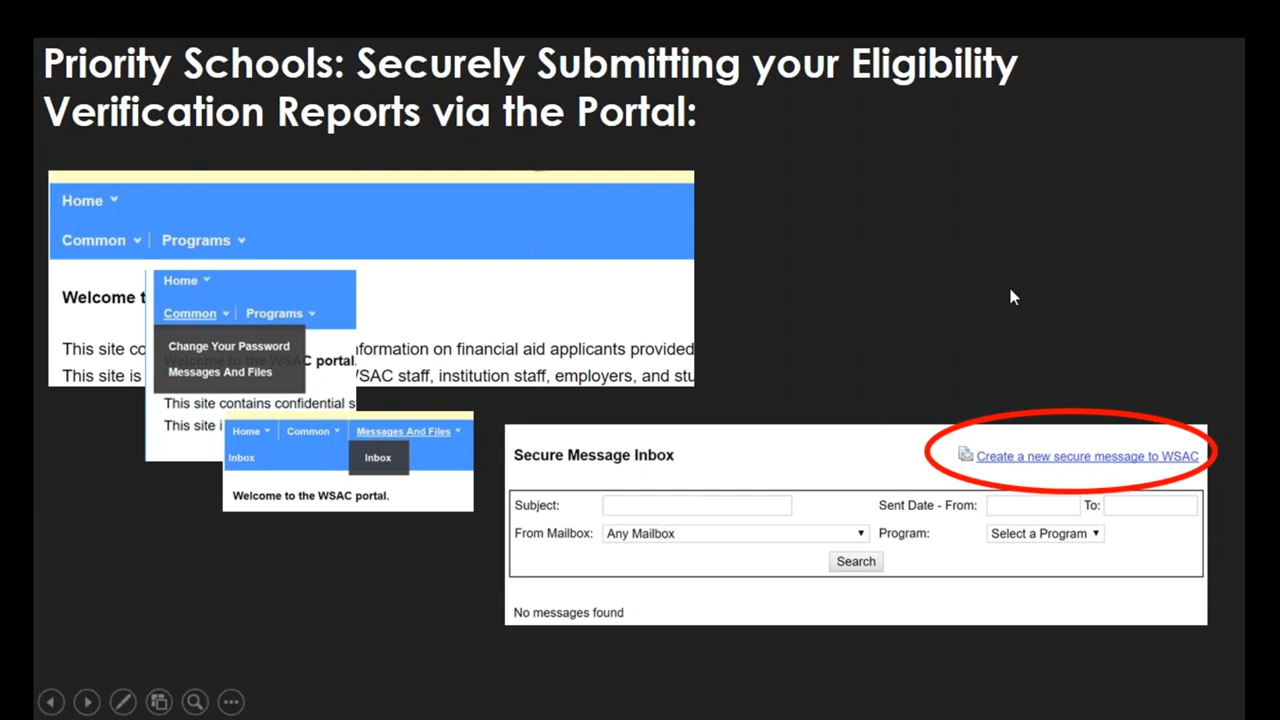 Priority Schools: Securely Submitting your Eligibility
Verification Reports via the Portal:
Home
Common
Programs
Welcome t
This site co
nformation on financial aid applicants provided
This site is
VSAC staff, institution staff, employers, and stu
Home
Common
Programs
Change Your Password
Welcome to the WSAC portal.
Messages And Files
This site contains confidential s
This site i
Home
Common
Messages And Files
Inbox
Inbox
Welcome to the WSAC portal.
Secure Message Inbox
Create a new secure message to WSAC
Subject:
Sent Date - From:
To:
From Mailbox:
Any Mailbox
Program:
Select a Program
Search
No messages found